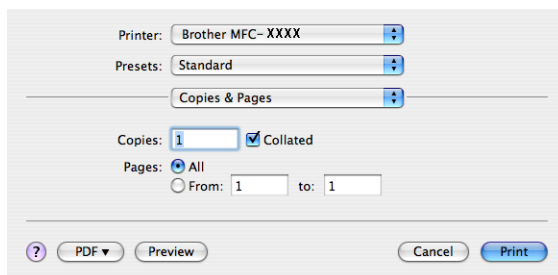 Printer: Brother MFC-XXXX
Presets: Standard
Copies & Pages
Copies: 1 Collated
Pages: All
From: 1 to: 1
? PDF▼ Preview Cancel Print